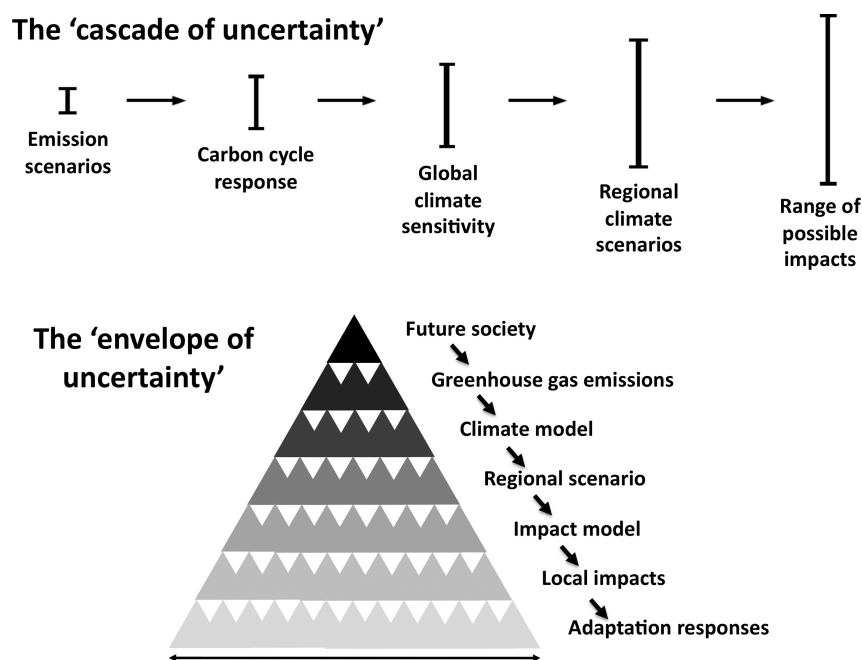 The ‘cascade of uncertainty’
Emission
scenarios
Carbon cycle
response
Global
climate
sensitivity
Regional
climate
scenarios
Range of
possible
impacts
The ‘envelope of
uncertainty’
Future society
Greenhouse gas emissions
Climate model
Regional scenario
Impact model
Local impacts
Adaptation responses